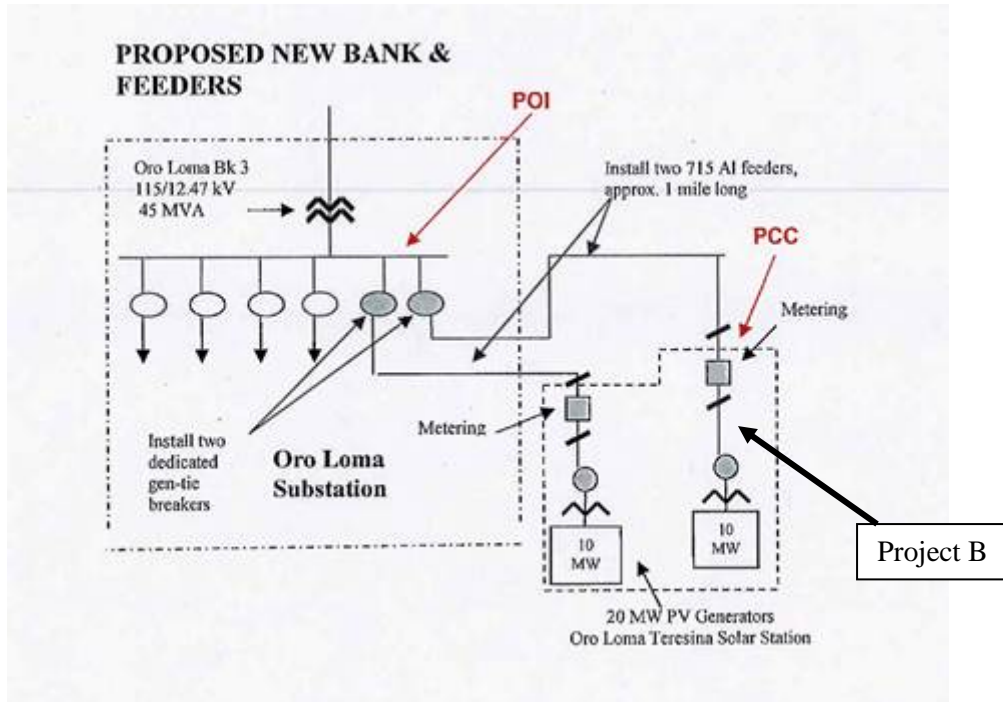 PROPOSED NEW BANK &
FEEDERS
POI
Oro Loma Bk 3
115/12.47 kV
45 MVA
Install two 715 Al feeders,
approx. 1 mile long
PCC
Metering
Metering
Install two
dedicated
gen-tie
breakers
Oro Loma
Substation
10
MW
10
MW
Project B
20 MW PV Generators
Oro Loma Teresina Solar Station